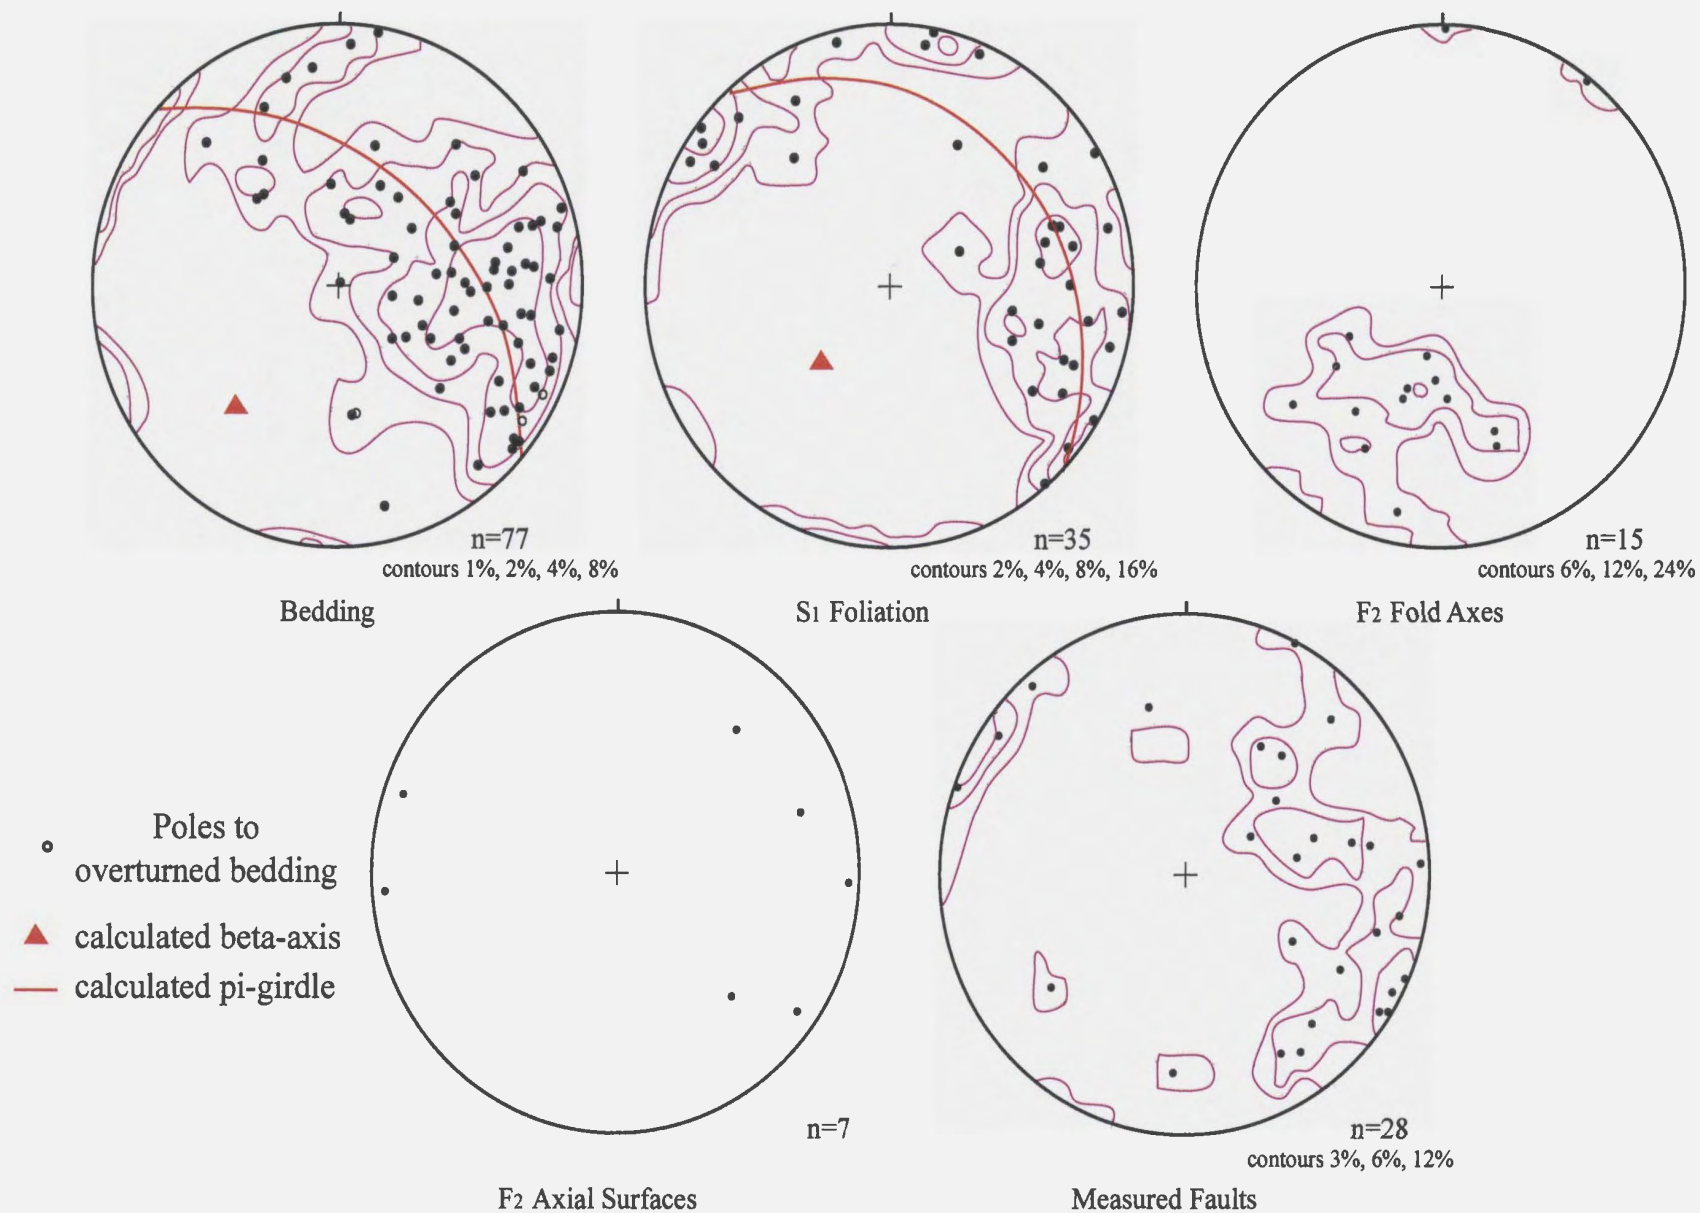 n=77
contours 1%, 2%, 4%, 8%
Bedding
n=35
contours 2%, 4%, 8%, 16%
S1 Foliation
n=15
contours 6%, 12%, 24%
F2 Fold Axes
Poles to
overturned bedding
calculated beta-axis
calculated pi-girdle
n=7
F2 Axial Surfaces
n=28
contours 3%, 6%, 12%
Measured Faults